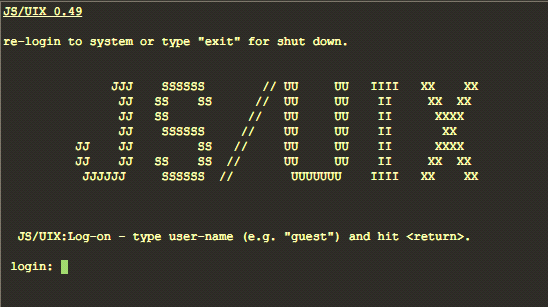 JS/UIX 0.49
re-login to system or type "exit" for shut down.
JJJ    SSSSSS        // UU     UU   IIII   XX    XX
JJ   SS    SS      //  UU     UU    II     XX  XX
JJ   SS           //   UU     UU    II      XXXX
JJ    SSSSSS     //    UU     UU    II       XX
JJ    JJ         SS   //     UU     UU    II      XXXX
JJ    JJ   SS    SS  //      UU     UU    II     XX  XX
JJJJJJ     SSSSSS  //        UUUUUUU    IIII   XX    XX
JS/UIX:Log-on - type user-name (e.g. "guest") and hit <return>.
login: